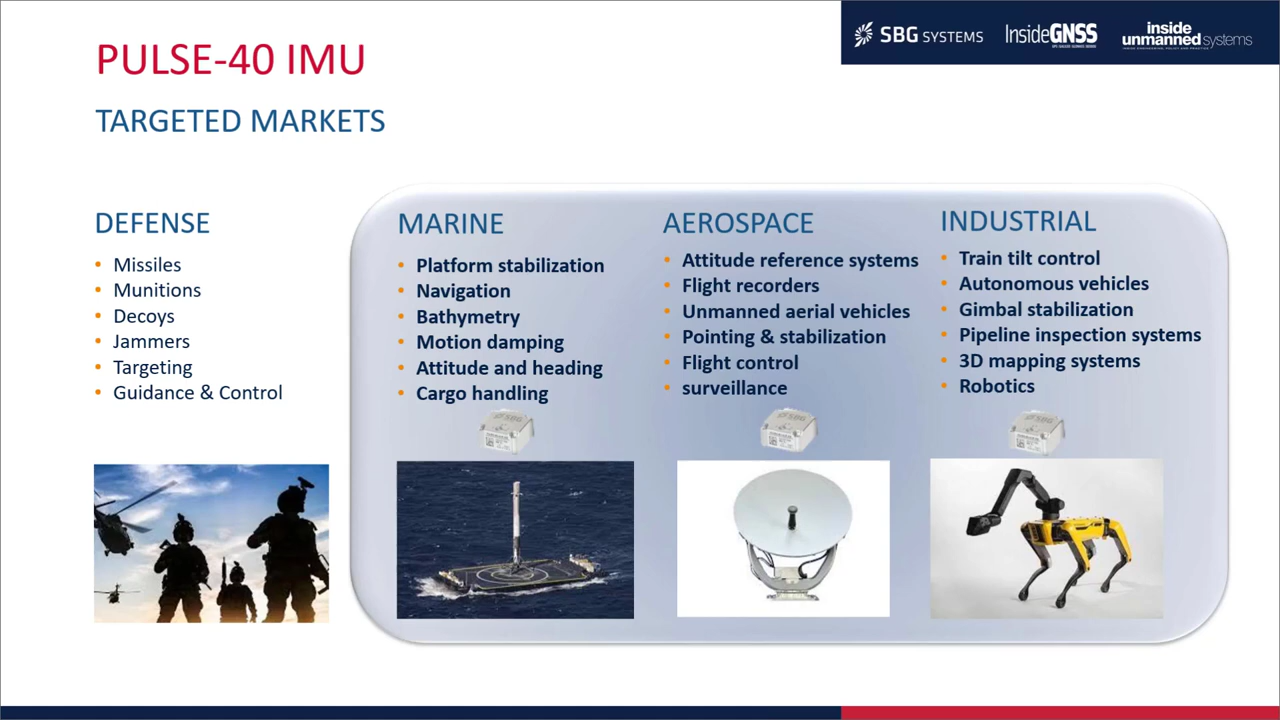 SBG SYSTEMS
InsideGNSS
inside
unmanned systems
PULSE-40 IMU
TARGETED MARKETS
DEFENSE
• Missiles
• Munitions
• Decoys
• Jammers
• Targeting
• Guidance & Control
MARINE
• Platform stabilization
• Navigation
• Bathymetry
• Motion damping
• Attitude and heading
• Cargo handling
AEROSPACE
• Attitude reference systems
• Flight recorders
• Unmanned aerial vehicles
• Pointing & stabilization
• Flight control
• surveillance
INDUSTRIAL
• Train tilt control
• Autonomous vehicles
• Gimbal stabilization
• Pipeline inspection systems
• 3D mapping systems
• Robotics
SBG
SBG
SBG